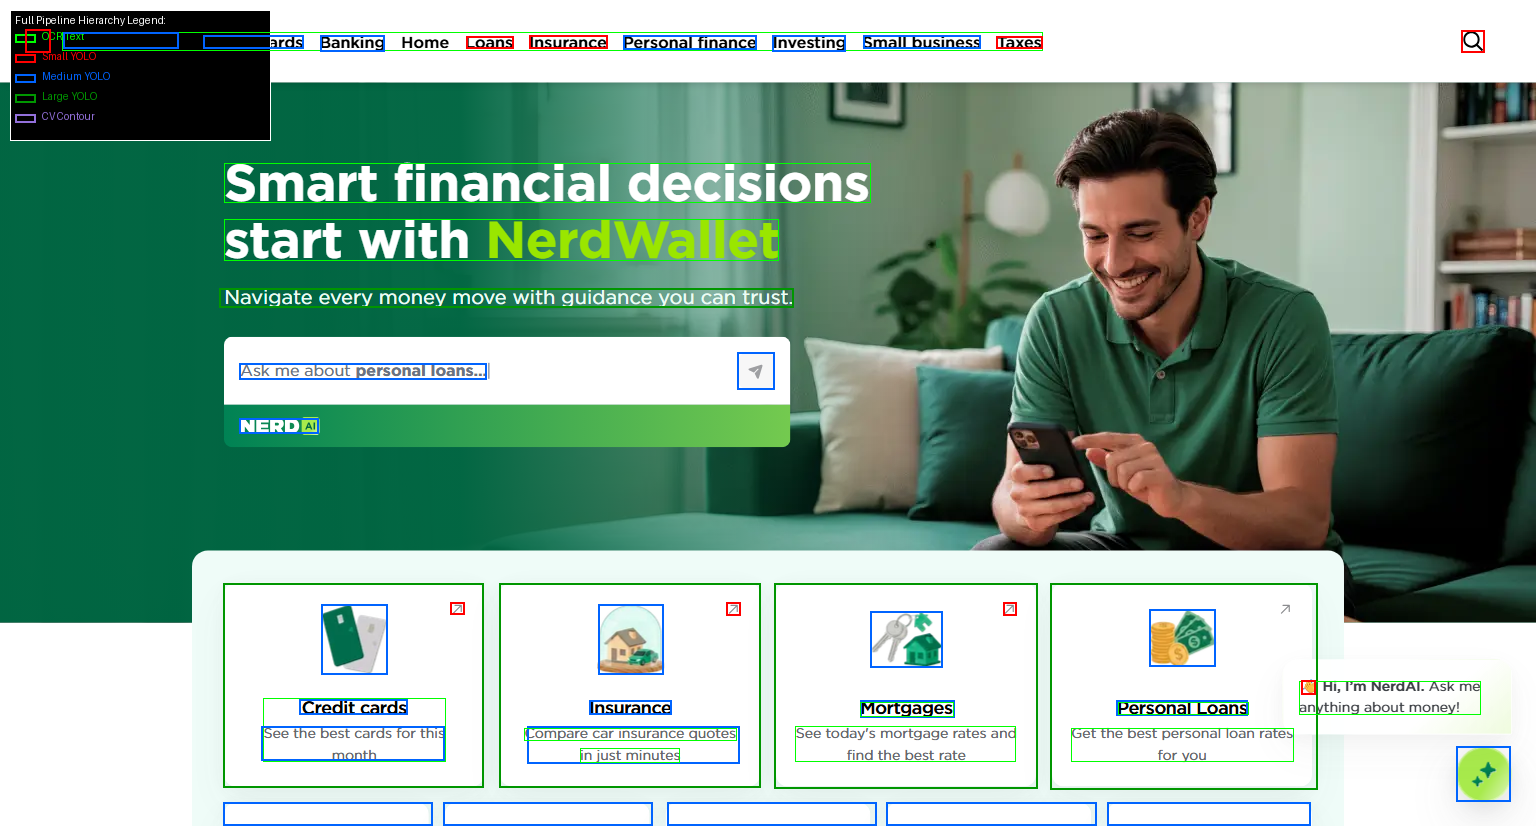 Full Pipeline Hierarchy Legend:
OCR Text
Small YOLO
Medium YOLO
Large YOLO
CV Contour
ards Banking Home Loans Insurance Personal finance Investing Small business Taxes
Smart financial decisions
start with NerdWallet
Navigate every money move with guidance you can trust.
Ask me about personal loans...
NERD AI
Credit cards
See the best cards for this
month
Insurance
Compare car insurance quotes
in just minutes
Mortgages
See today's mortgage rates and
find the best rate
Personal Loans
Get the best personal loan rates
for you
👋 Hi, I'm NerdAI. Ask me
anything about money!